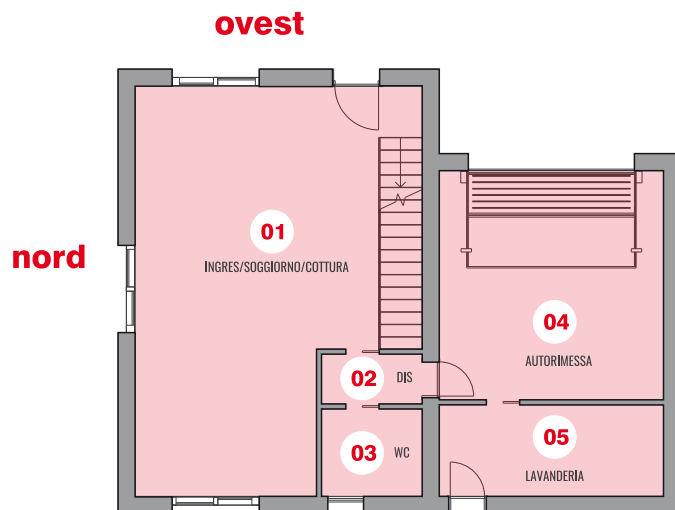 ovest
nord
01
INGRES/SOGGIORNO/COTTURA
04
AUTORIMESSA
02
DIS
03
WC
05
LAVANDERIA